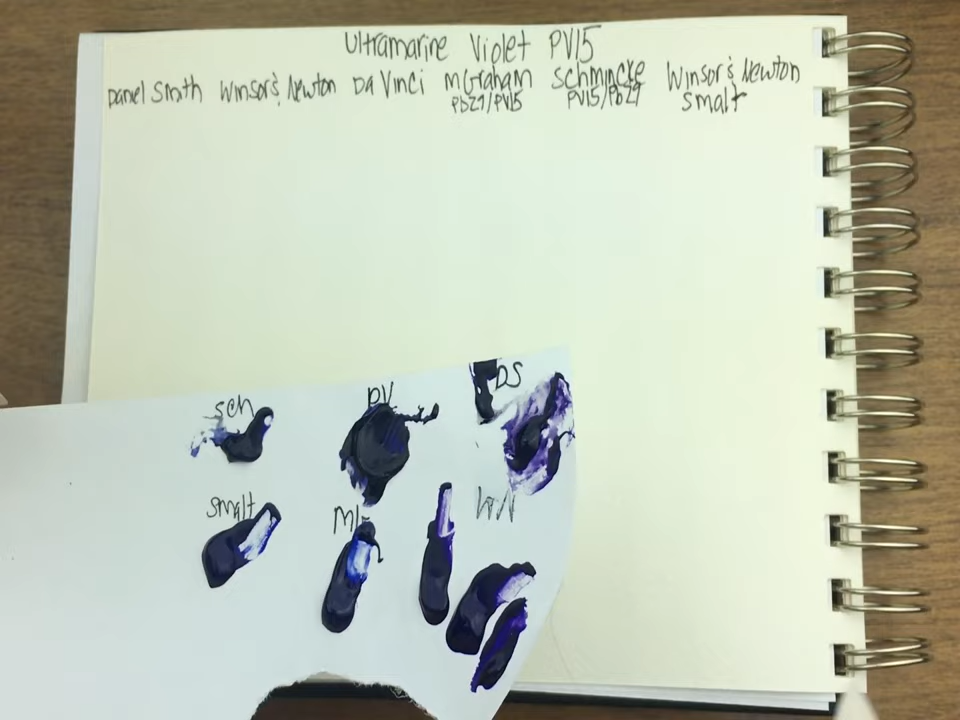 Ultramarine Violet PV15
Daniel Smith Winsor & Newton Da Vinci MGraham Schmincke Winsor & Newton
Pb29/PV15 PV15/Pb29 Smalt
Sch DV DS
Smalt MG WN